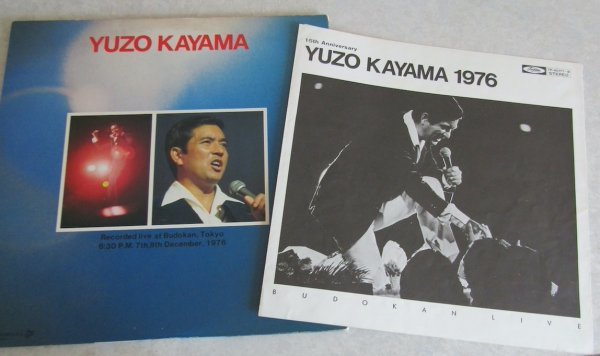 YUZO KAYAMA
Recorded live at Budokan, Tokyo
6:30 P.M. 7th,8th December, 1976
15th Anniversary
YUZO KAYAMA 1976
STEREO
BUDOKAN LIVE